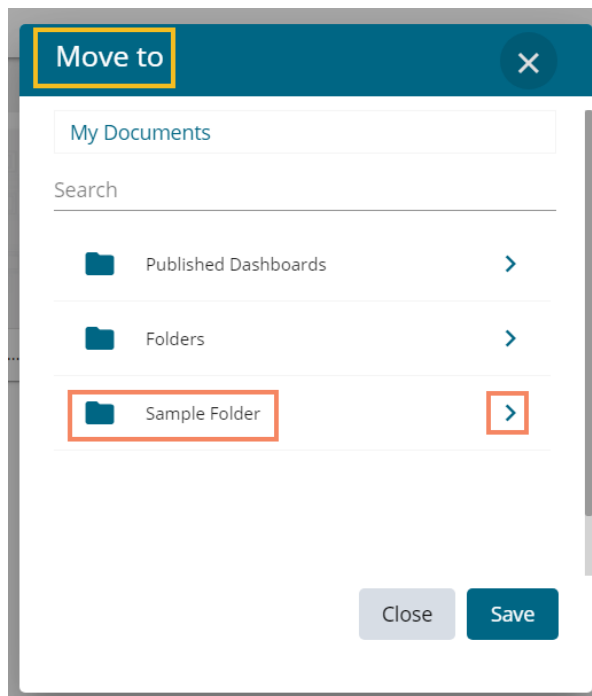 Move to
My Documents
Search
Published Dashboards
Folders
Sample Folder
Close Save